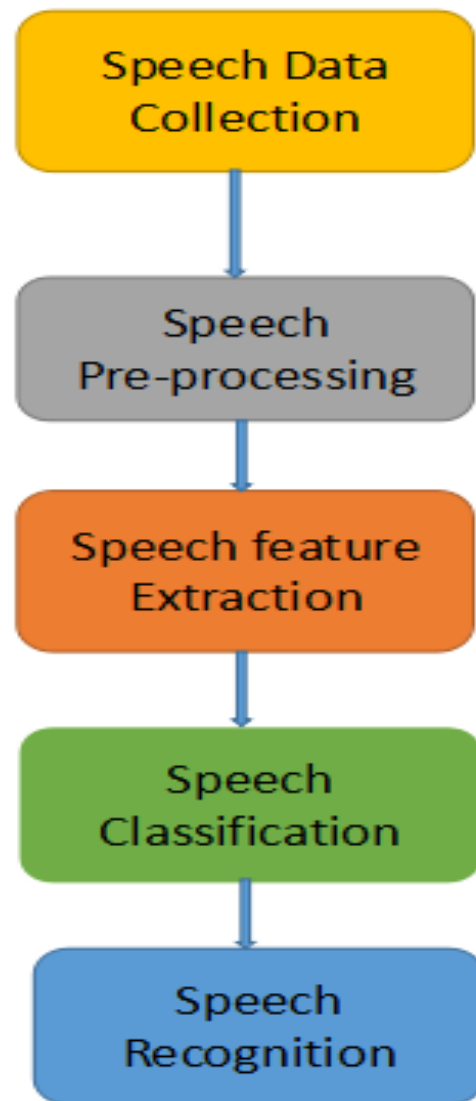 Speech Data
Collection
Speech
Pre-processing
Speech feature
Extraction
Speech
Classification
Speech
Recognition